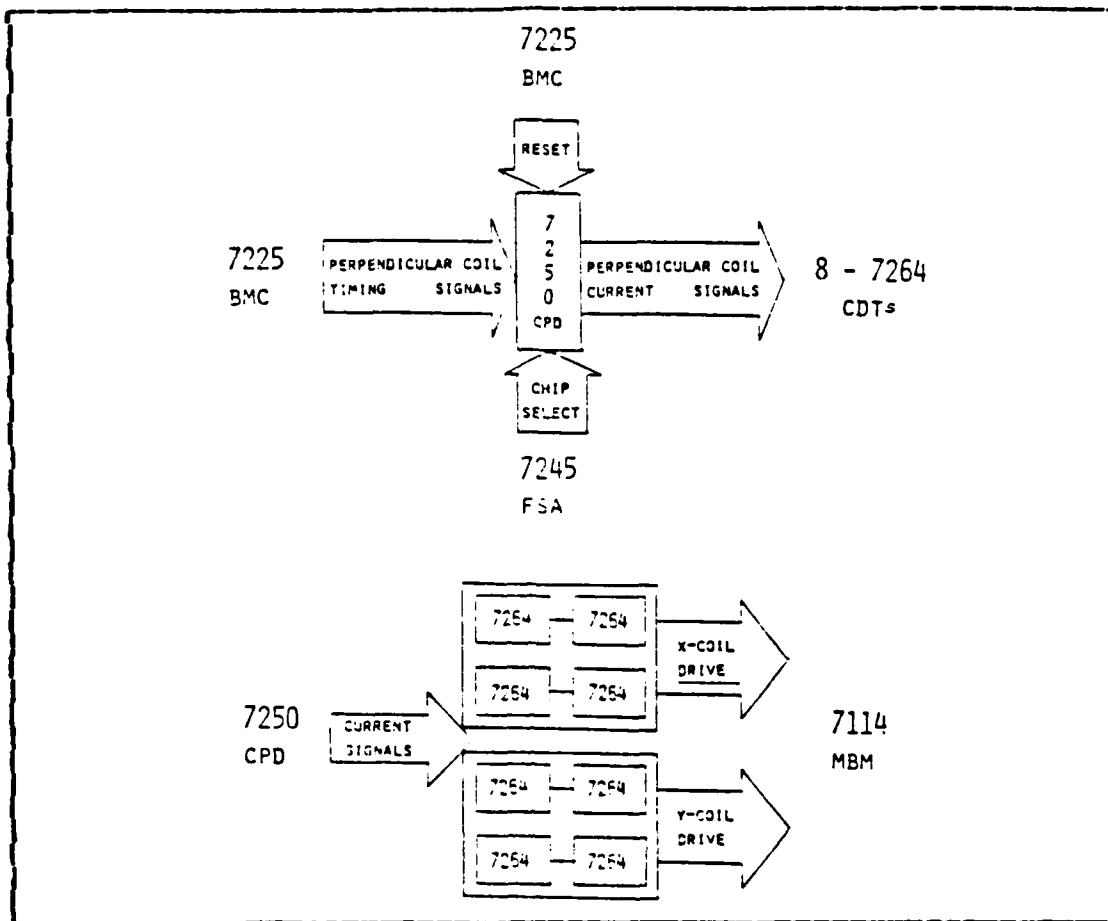 7225
BMC
RESET
7225
BMC
PERPENDICULAR COIL
TIMING SIGNALS
7
2
5
0
CPD
PERPENDICULAR COIL
CURRENT SIGNALS
8 - 7264
CDTs
CHIP
SELECT
7245
FSA
7264 7264
7264 7264
X-COIL
DRIVE
7250
CPD
CURRENT
SIGNALS
7114
MBM
7264 7264
7264 7264
Y-COIL
DRIVE